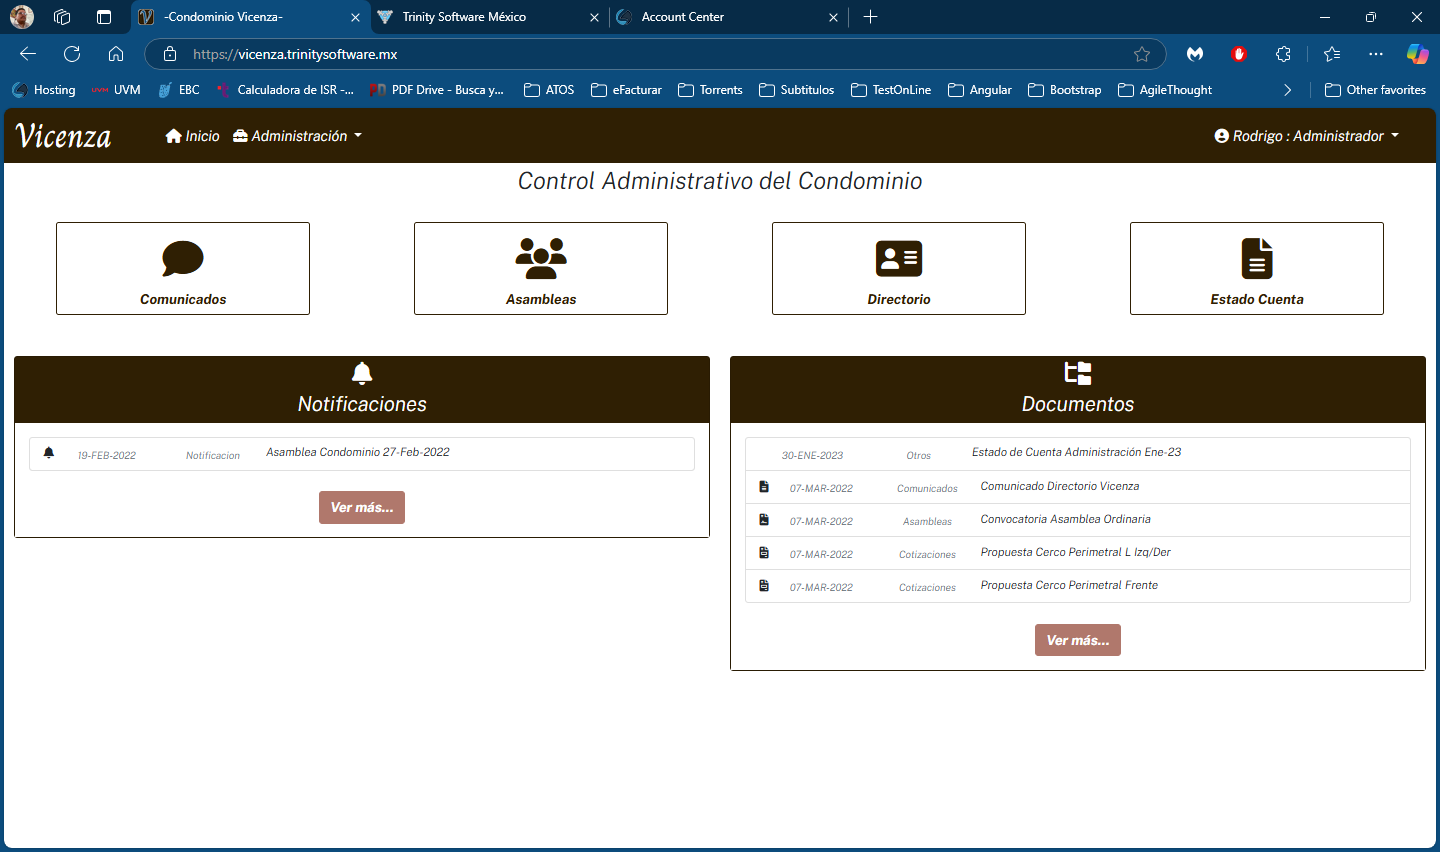 -Condominio Vicenza-
Trinity Software México
Account Center
https://vicenza.trinitysoftware.mx
Hosting
UVM
UVM
EBC
Calculadora de ISR -...
PDF Drive - Busca y...
ATOS
eFacturar
Torrents
Subtitulos
TestOnLine
Angular
Bootstrap
AgileThought
Other favorites
Vicenza
Inicio
Administración
Rodrigo : Administrador
Control Administrativo del Condominio
Comunicados
Asambleas
Directorio
Estado Cuenta
Notificaciones
19-FEB-2022 Notificacion Asamblea Condominio 27-Feb-2022
Ver más...
Documentos
30-ENE-2023 Otros Estado de Cuenta Administración Ene-23
07-MAR-2022 Comunicados Comunicado Directorio Vicenza
07-MAR-2022 Asambleas Convocatoria Asamblea Ordinaria
07-MAR-2022 Cotizaciones Propuesta Cerco Perimetral L Izq/Der
07-MAR-2022 Cotizaciones Propuesta Cerco Perimetral Frente
Ver más...